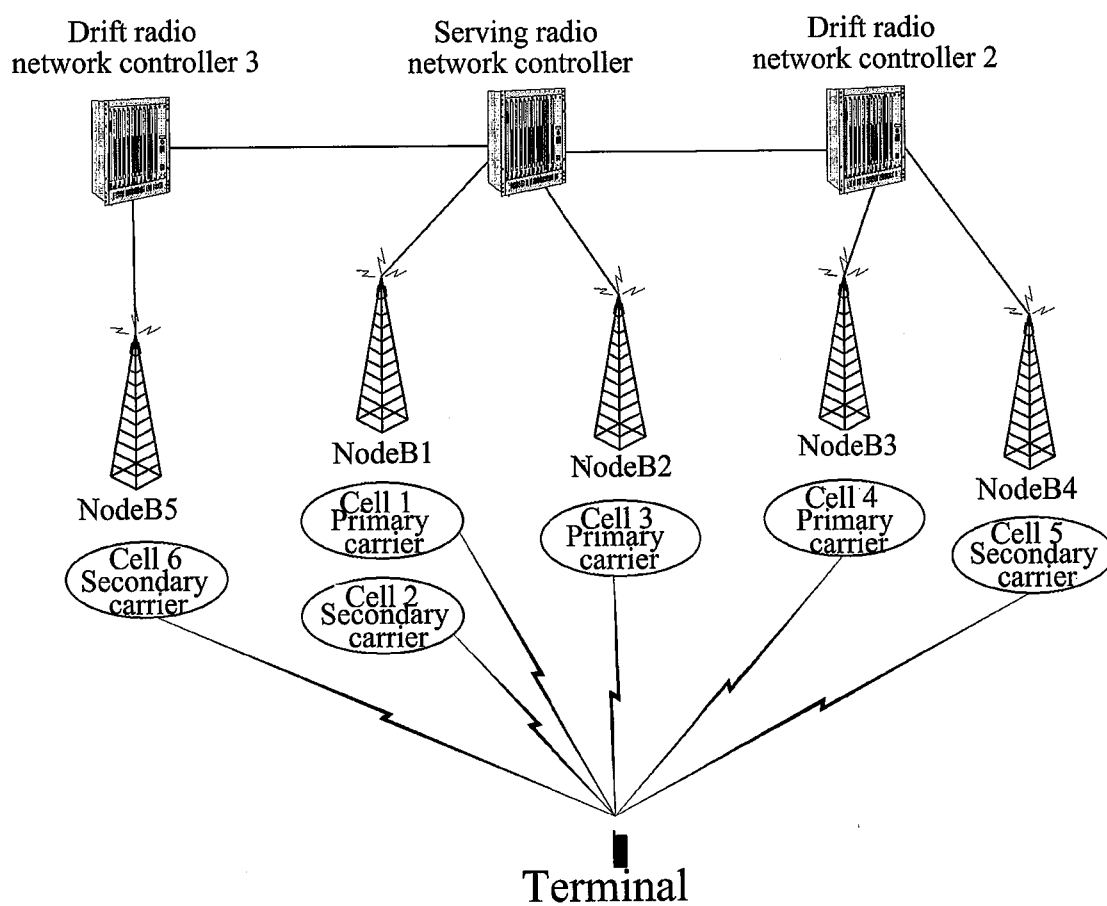 Drift radio
network controller 3
Serving radio
network controller
Drift radio
network controller 2
NodeB5
NodeB1
NodeB2
NodeB3
NodeB4
Cell 6
Secondary
carrier
Cell 1
Primary
carrier
Cell 2
Secondary
carrier
Cell 3
Primary
carrier
Cell 4
Primary
carrier
Cell 5
Secondary
carrier
Terminal